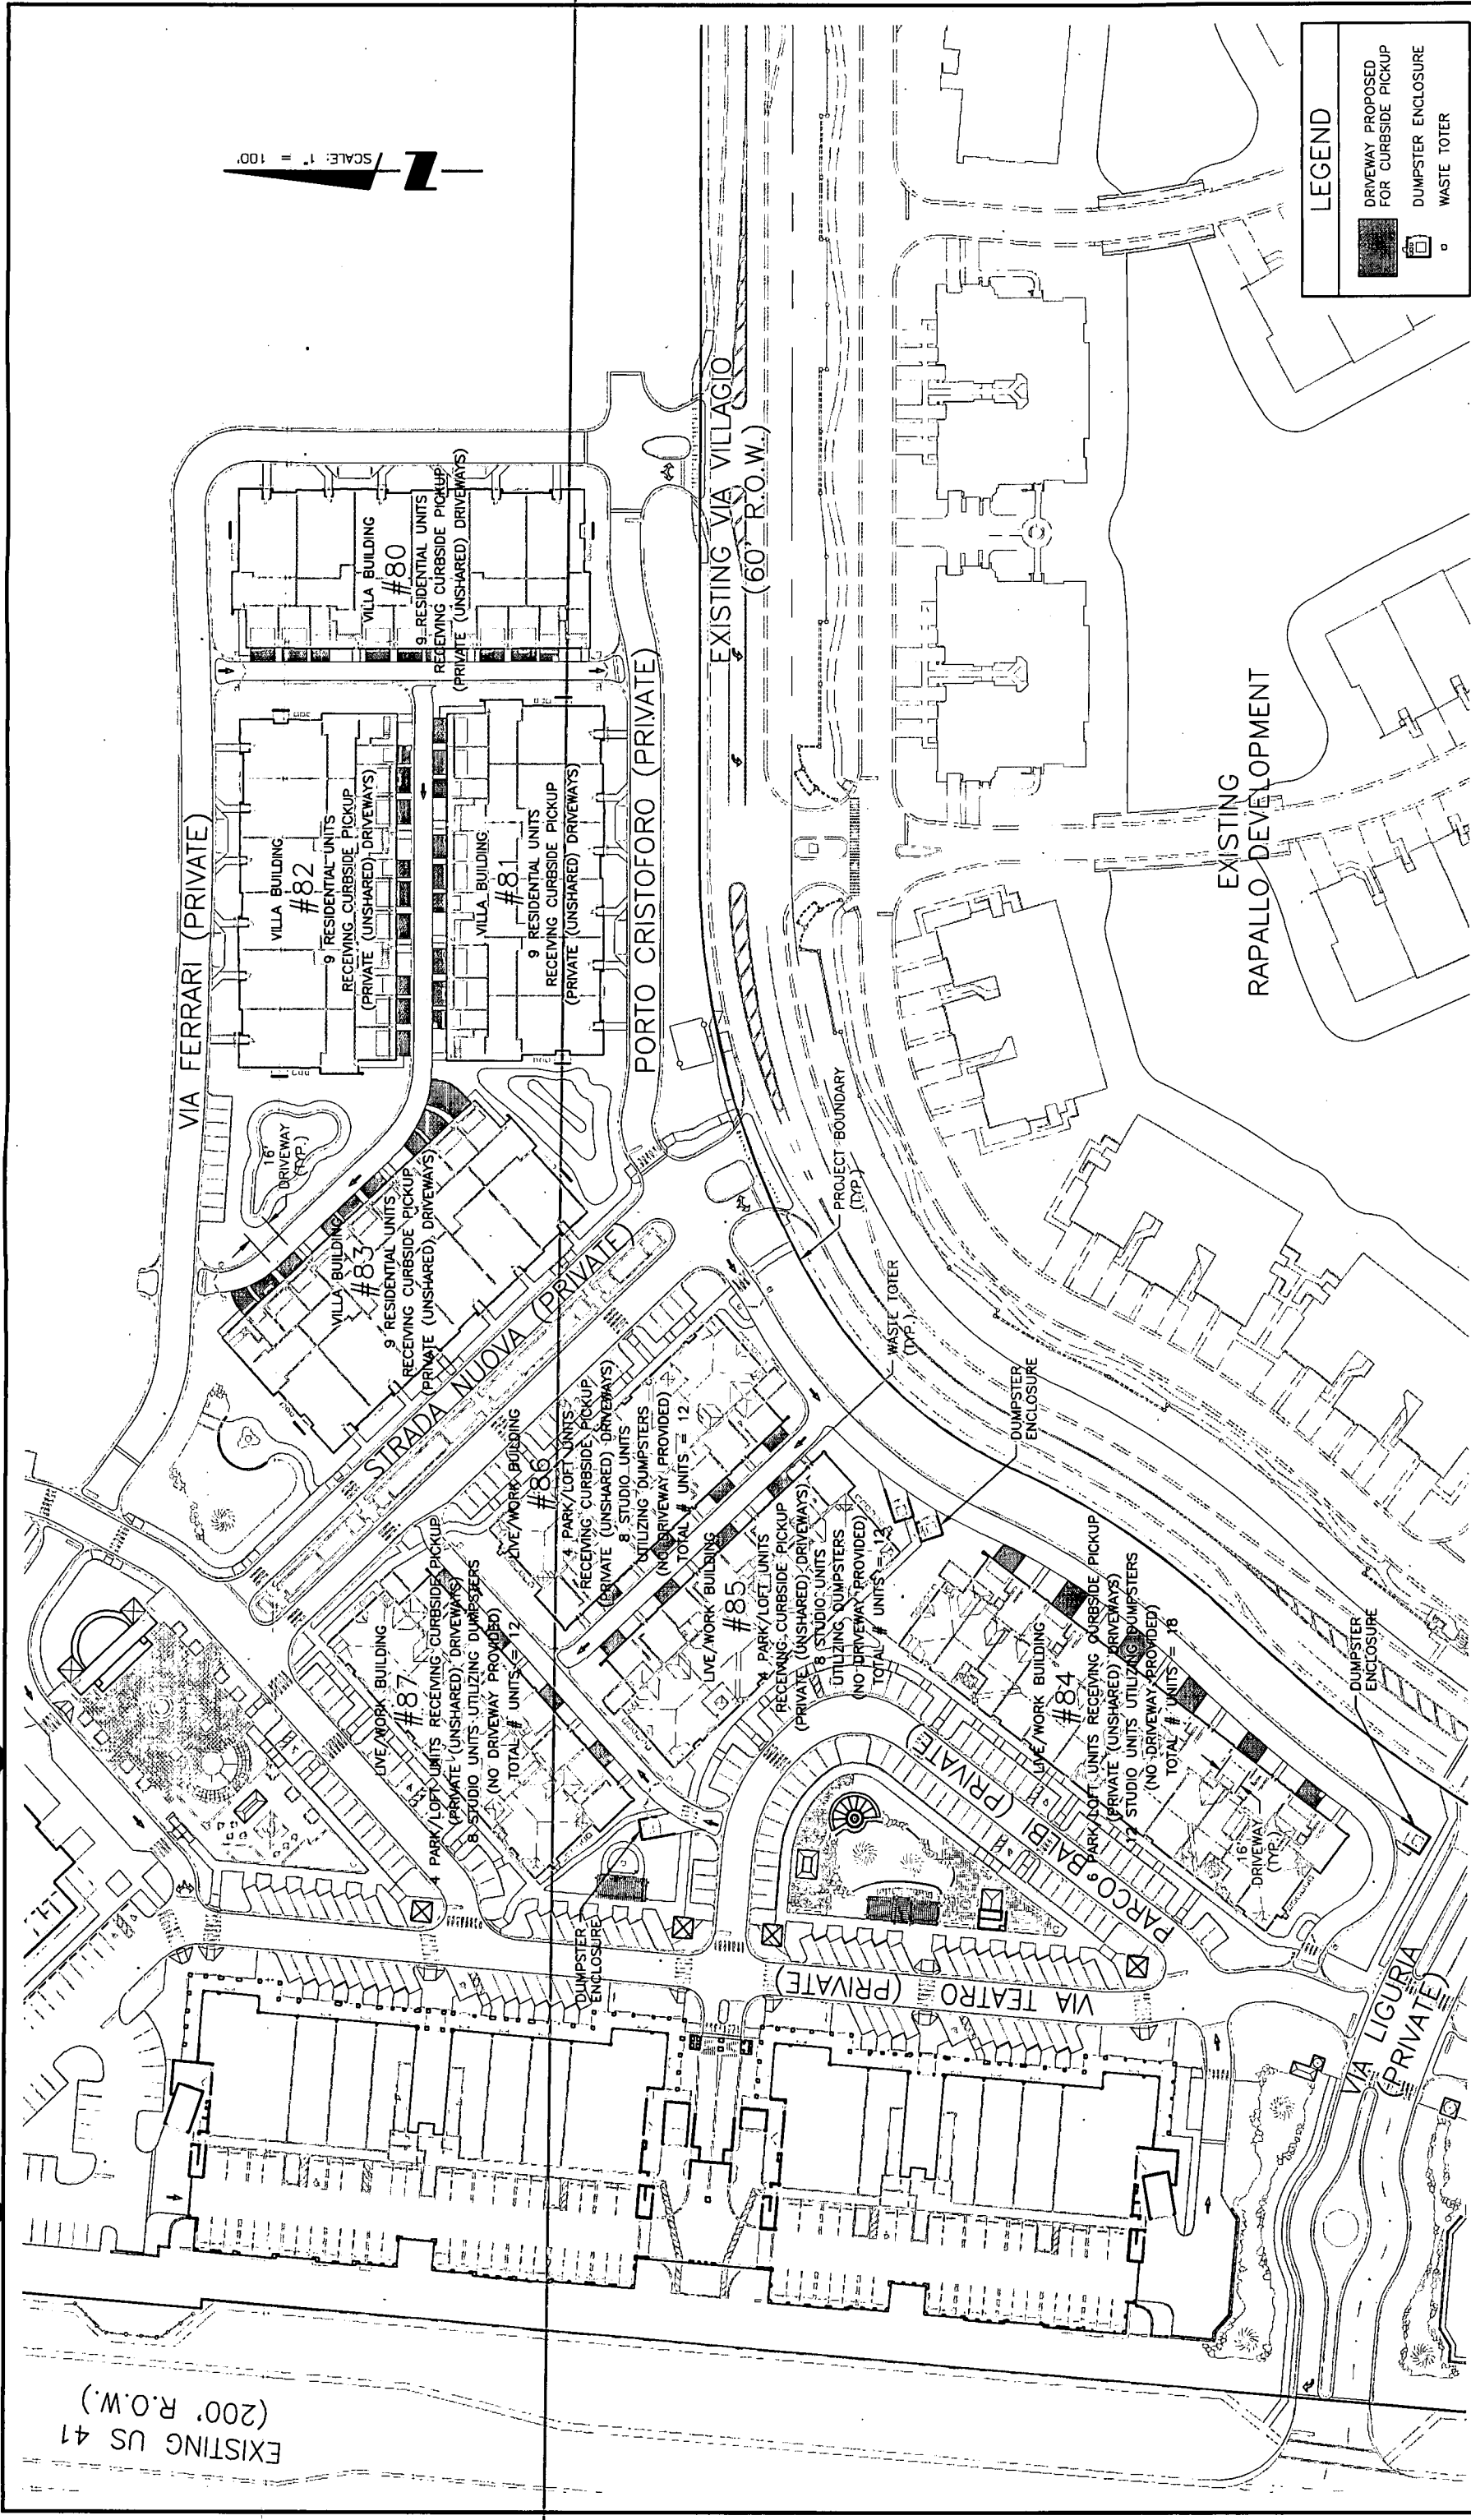 EXISTING US 41
(200' R.O.W.)
SCALE: 1" = 100'
LEGEND
DRIVEWAY PROPOSED
FOR CURBSIDE PICKUP
DUMPSTER ENCLOSURE
WASTE TOTER
VIA FERRARI (PRIVATE)
VILLA BUILDING
#80
9 RESIDENTIAL UNITS
RECEIVING CURBSIDE PICKUP
(PRIVATE (UNSHARED) DRIVEWAYS)
VILLA BUILDING
#82
9 RESIDENTIAL UNITS
RECEIVING CURBSIDE PICKUP
(PRIVATE (UNSHARED) DRIVEWAYS)
VILLA BUILDING
#81
9 RESIDENTIAL UNITS
RECEIVING CURBSIDE PICKUP
(PRIVATE (UNSHARED) DRIVEWAYS)
PORTO CRISTOFORO (PRIVATE)
EXISTING VIA VILLAGIO
(60' R.O.W.)
EXISTING
RAPALLO DEVELOPMENT
16'
DRIVEWAY
(TYP.)
VILLA BUILDING
#83
9 RESIDENTIAL UNITS
RECEIVING CURBSIDE PICKUP
(PRIVATE (UNSHARED) DRIVEWAYS)
STRADA NUOVA (PRIVATE)
PROJECT BOUNDARY
(TYP.)
WASTE TOTER
(TYP.)
DUMPSTER
ENCLOSURE
LIVE/WORK BUILDING
#86
4 PARK/LOFT UNITS
RECEIVING CURBSIDE PICKUP
(PRIVATE (UNSHARED) DRIVEWAYS)
8 STUDIO UNITS
UTILIZING DUMPSTERS
(NO DRIVEWAY PROVIDED)
TOTAL # UNITS = 12
LIVE/WORK BUILDING
#85
4 PARK/LOFT UNITS
RECEIVING CURBSIDE PICKUP
(PRIVATE (UNSHARED) DRIVEWAYS)
8 STUDIO UNITS
UTILIZING DUMPSTERS
(NO DRIVEWAY PROVIDED)
TOTAL # UNITS = 12
LIVE/WORK BUILDING
#87
4 PARK/LOFT UNITS RECEIVING CURBSIDE PICKUP
(PRIVATE (UNSHARED) DRIVEWAYS)
8 STUDIO UNITS UTILIZING DUMPSTERS
(NO DRIVEWAY PROVIDED)
TOTAL # UNITS = 12
LIVE/WORK BUILDING
#84
PARK/LOFT UNITS RECEIVING CURBSIDE PICKUP
(PRIVATE (UNSHARED) DRIVEWAYS)
12 STUDIO UNITS UTILIZING DUMPSTERS
(NO DRIVEWAY PROVIDED)
TOTAL # UNITS = 18
16'
DRIVEWAY
(TYP.)
DUMPSTER
ENCLOSURE
DUMPSTER
ENCLOSURE
PARCO BALBI (PRIVATE)
VIA TEATRO (PRIVATE)
VIA LIGURIA
(PRIVATE)